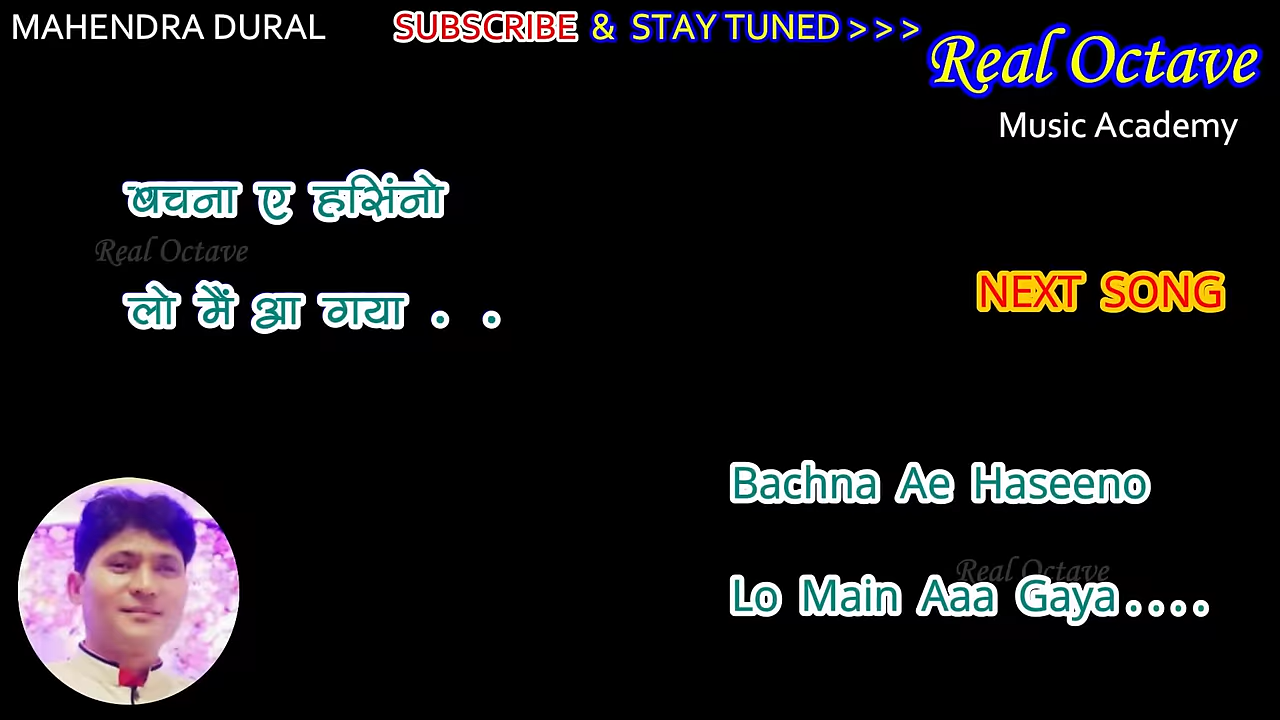 MAHENDRA DURAL SUBSCRIBE & STAY TUNED > > >
Real Octave
Music Academy
बचना ए हसिंनो
Real Octave
लो मैं आ गया . .
NEXT SONG
Bachna Ae Haseeno
Real Octave
Lo Main Aaa Gaya....